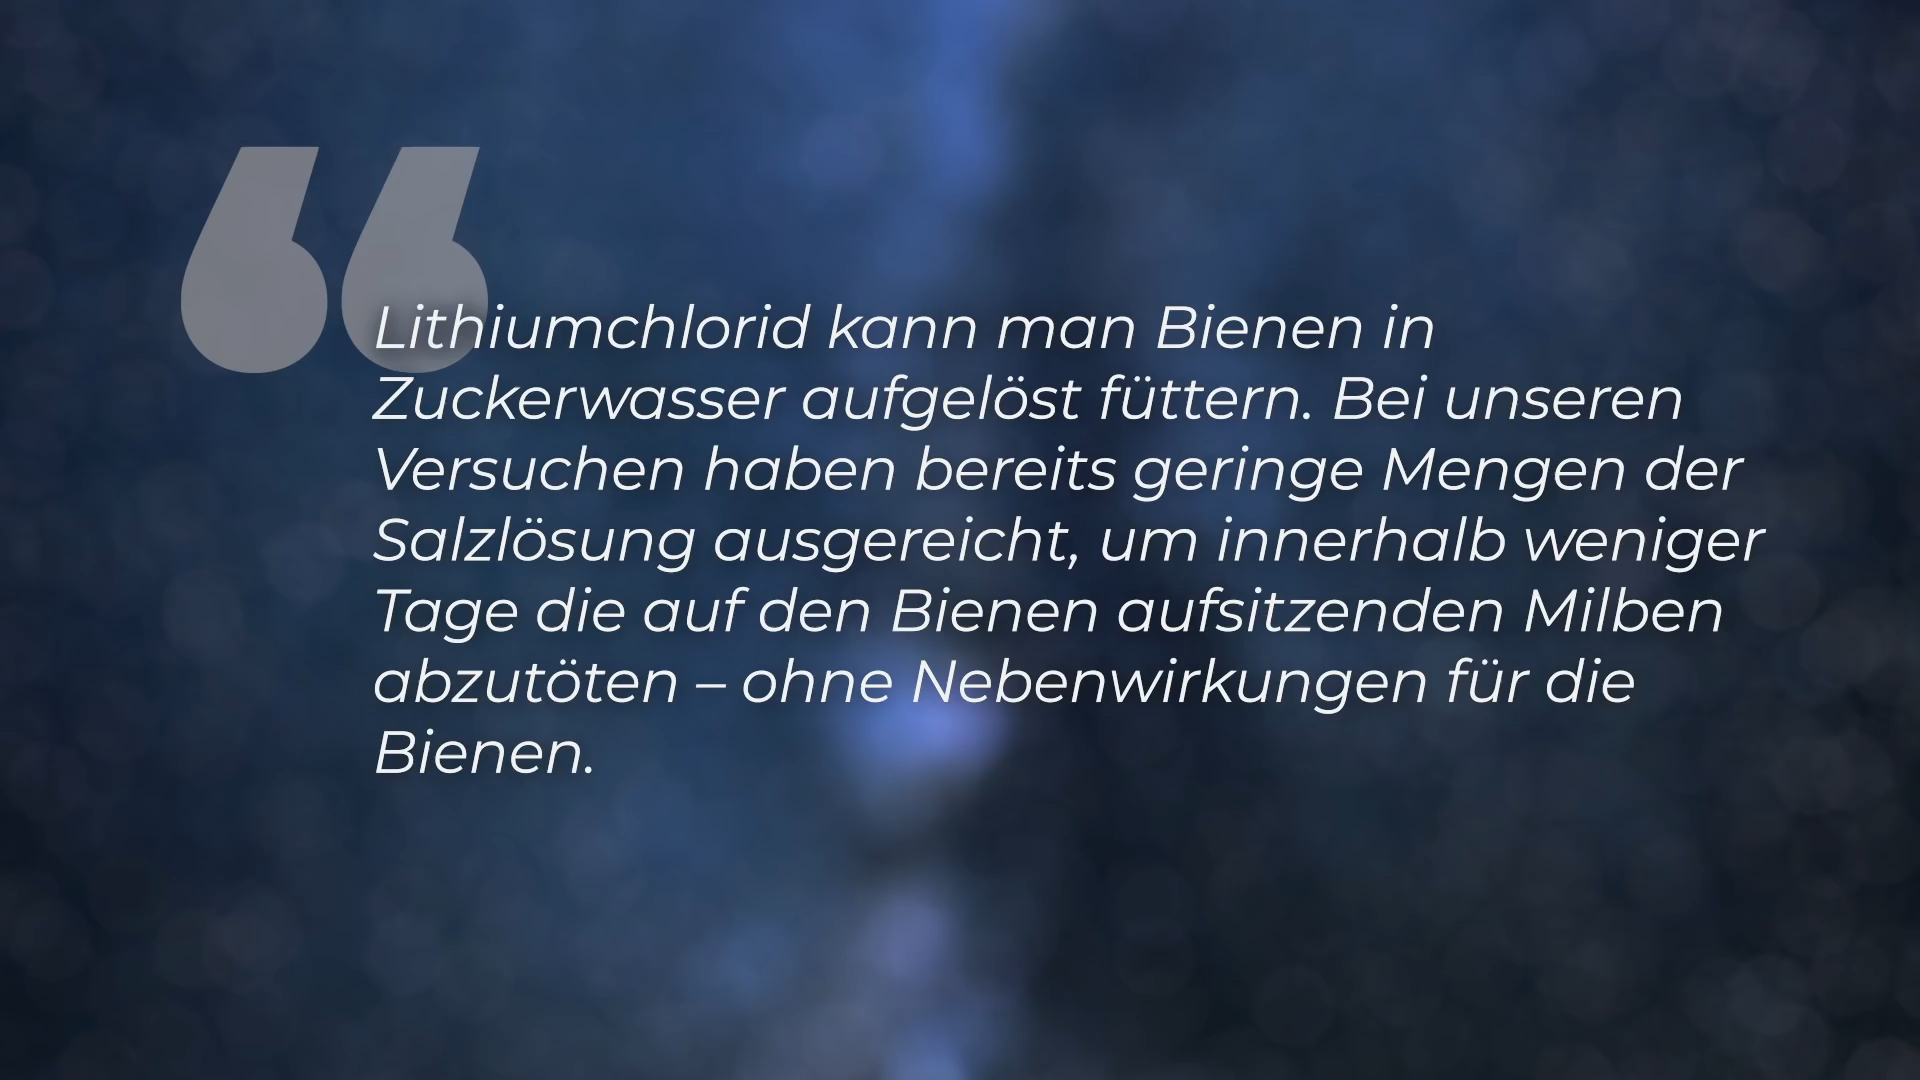 “
Lithiumchlorid kann man Bienen in
Zuckerwasser aufgelöst füttern. Bei unseren
Versuchen haben bereits geringe Mengen der
Salzlösung ausgereicht, um innerhalb weniger
Tage die auf den Bienen aufsitzenden Milben
abzutöten – ohne Nebenwirkungen für die
Bienen.